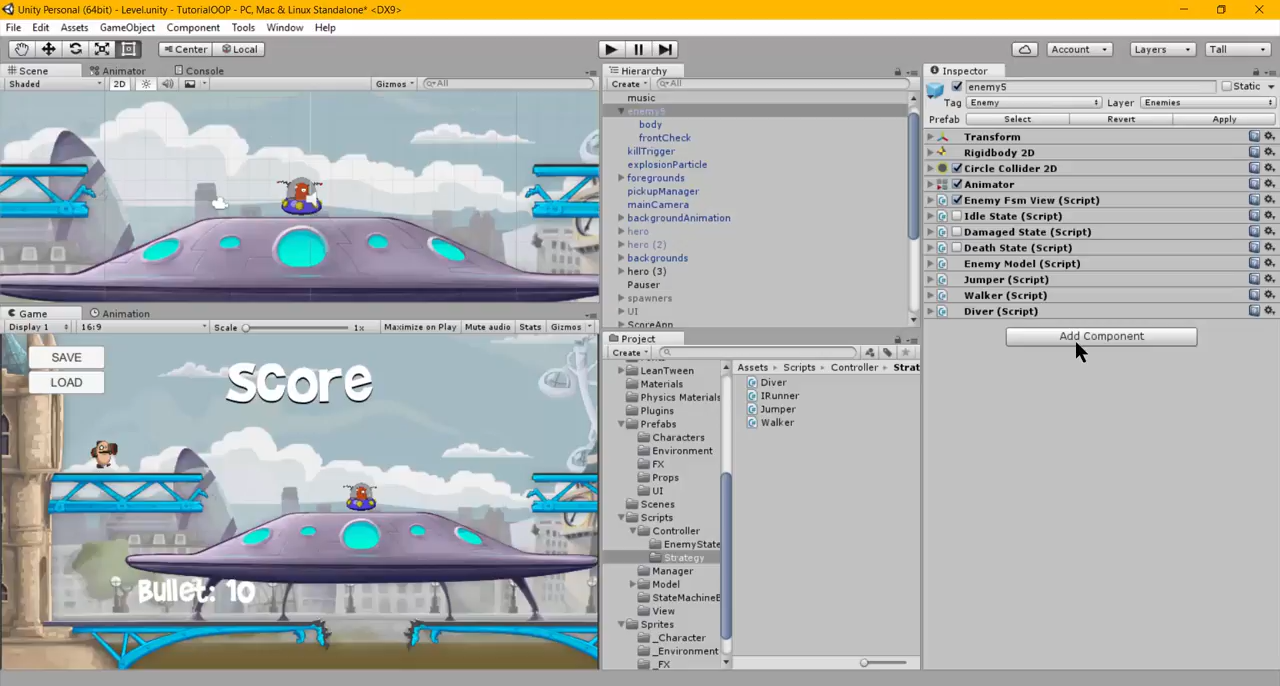 Unity Personal (64bit) - Level.unity - TutorialOOP - PC, Mac & Linux Standalone* <DX9>
File Edit Assets GameObject Component Tools Window Help
Center Local Account Layers Tall
Scene Animator Console
Shaded 2D Gizmos All
Hierarchy
Create All
music
enemy5
body
frontCheck
killTrigger
explosionParticle
foregrounds
pickupManager
mainCamera
backgroundAnimation
hero
hero (2)
backgrounds
hero (3)
Pauser
spawners
UI
ScoreApp
Inspector
enemy5 Static
Tag Enemy Layer Enemies
Prefab Select Revert Apply
Transform
Rigidbody 2D
Circle Collider 2D
Animator
Enemy Fsm View (Script)
Idle State (Script)
Damaged State (Script)
Death State (Script)
Enemy Model (Script)
Jumper (Script)
Walker (Script)
Diver (Script)
Add Component
Game Animation
Display 1 16:9 Scale 1x Maximize on Play Mute audio Stats Gizmos
SAVE
LOAD
score
Bullet: 10
Project
Create
LeanTween
Materials
Physics Materials
Plugins
Prefabs
Characters
Environment
FX
Props
UI
Scenes
Scripts
Controller
EnemyState
Strategy
Manager
Model
StateMachineB
View
Sprites
_Character
_Environment
_FX
Assets Scripts Controller Strat
Diver
IRunner
Jumper
Walker